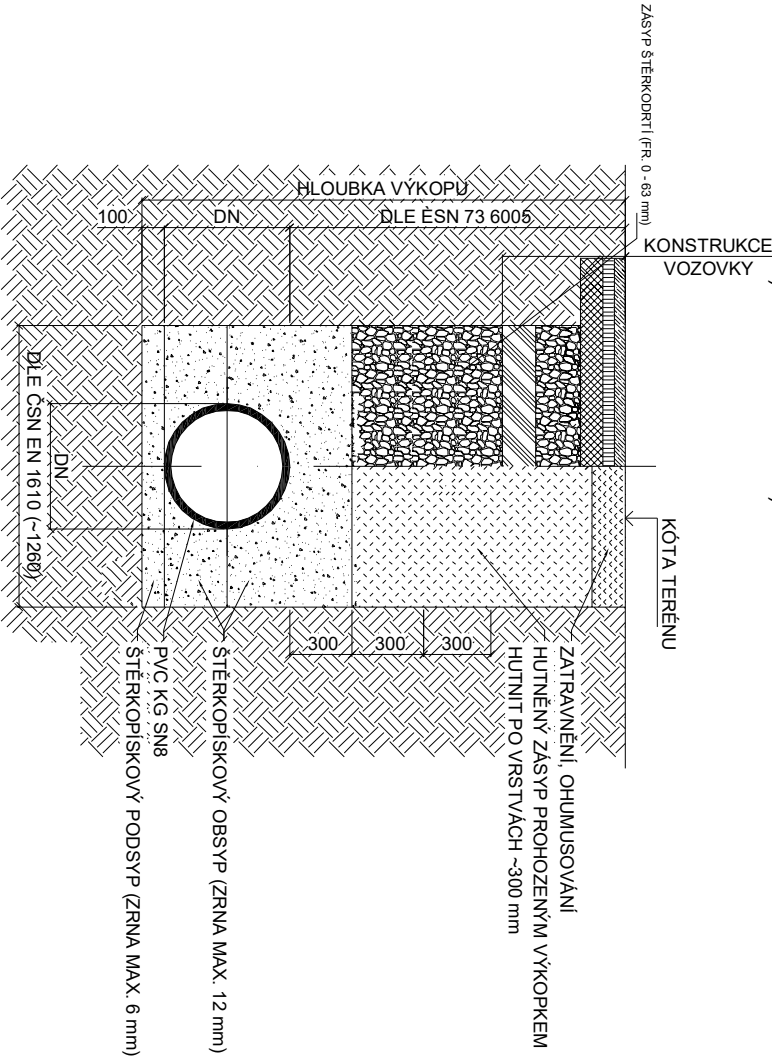 ZÁSYP ŠTĚRKODRTÍ (FR. 0 - 63 mm)
HLOUBKA VÝKOPU
100
DN
DLE ESN 73 6005
KONSTRUKCE
VOZOVKY
DLE ČSN EN 1610 (~1260)
DN
KÓTA TERÉNU
300
300
300
ZATRAVNĚNÍ, OHUMUSOVÁNÍ
HUTNĚNÝ ZÁSYP PROHOZENÝM VÝKOPKEM
HUTNIT PO VRSTVÁCH ~300 mm
ŠTĚRKOPÍSKOVÝ OBSYP (ZRNA MAX. 12 mm)
PVC KG SN8
ŠTĚRKOPÍSKOVÝ PODSYP (ZRNA MAX. 6 mm)